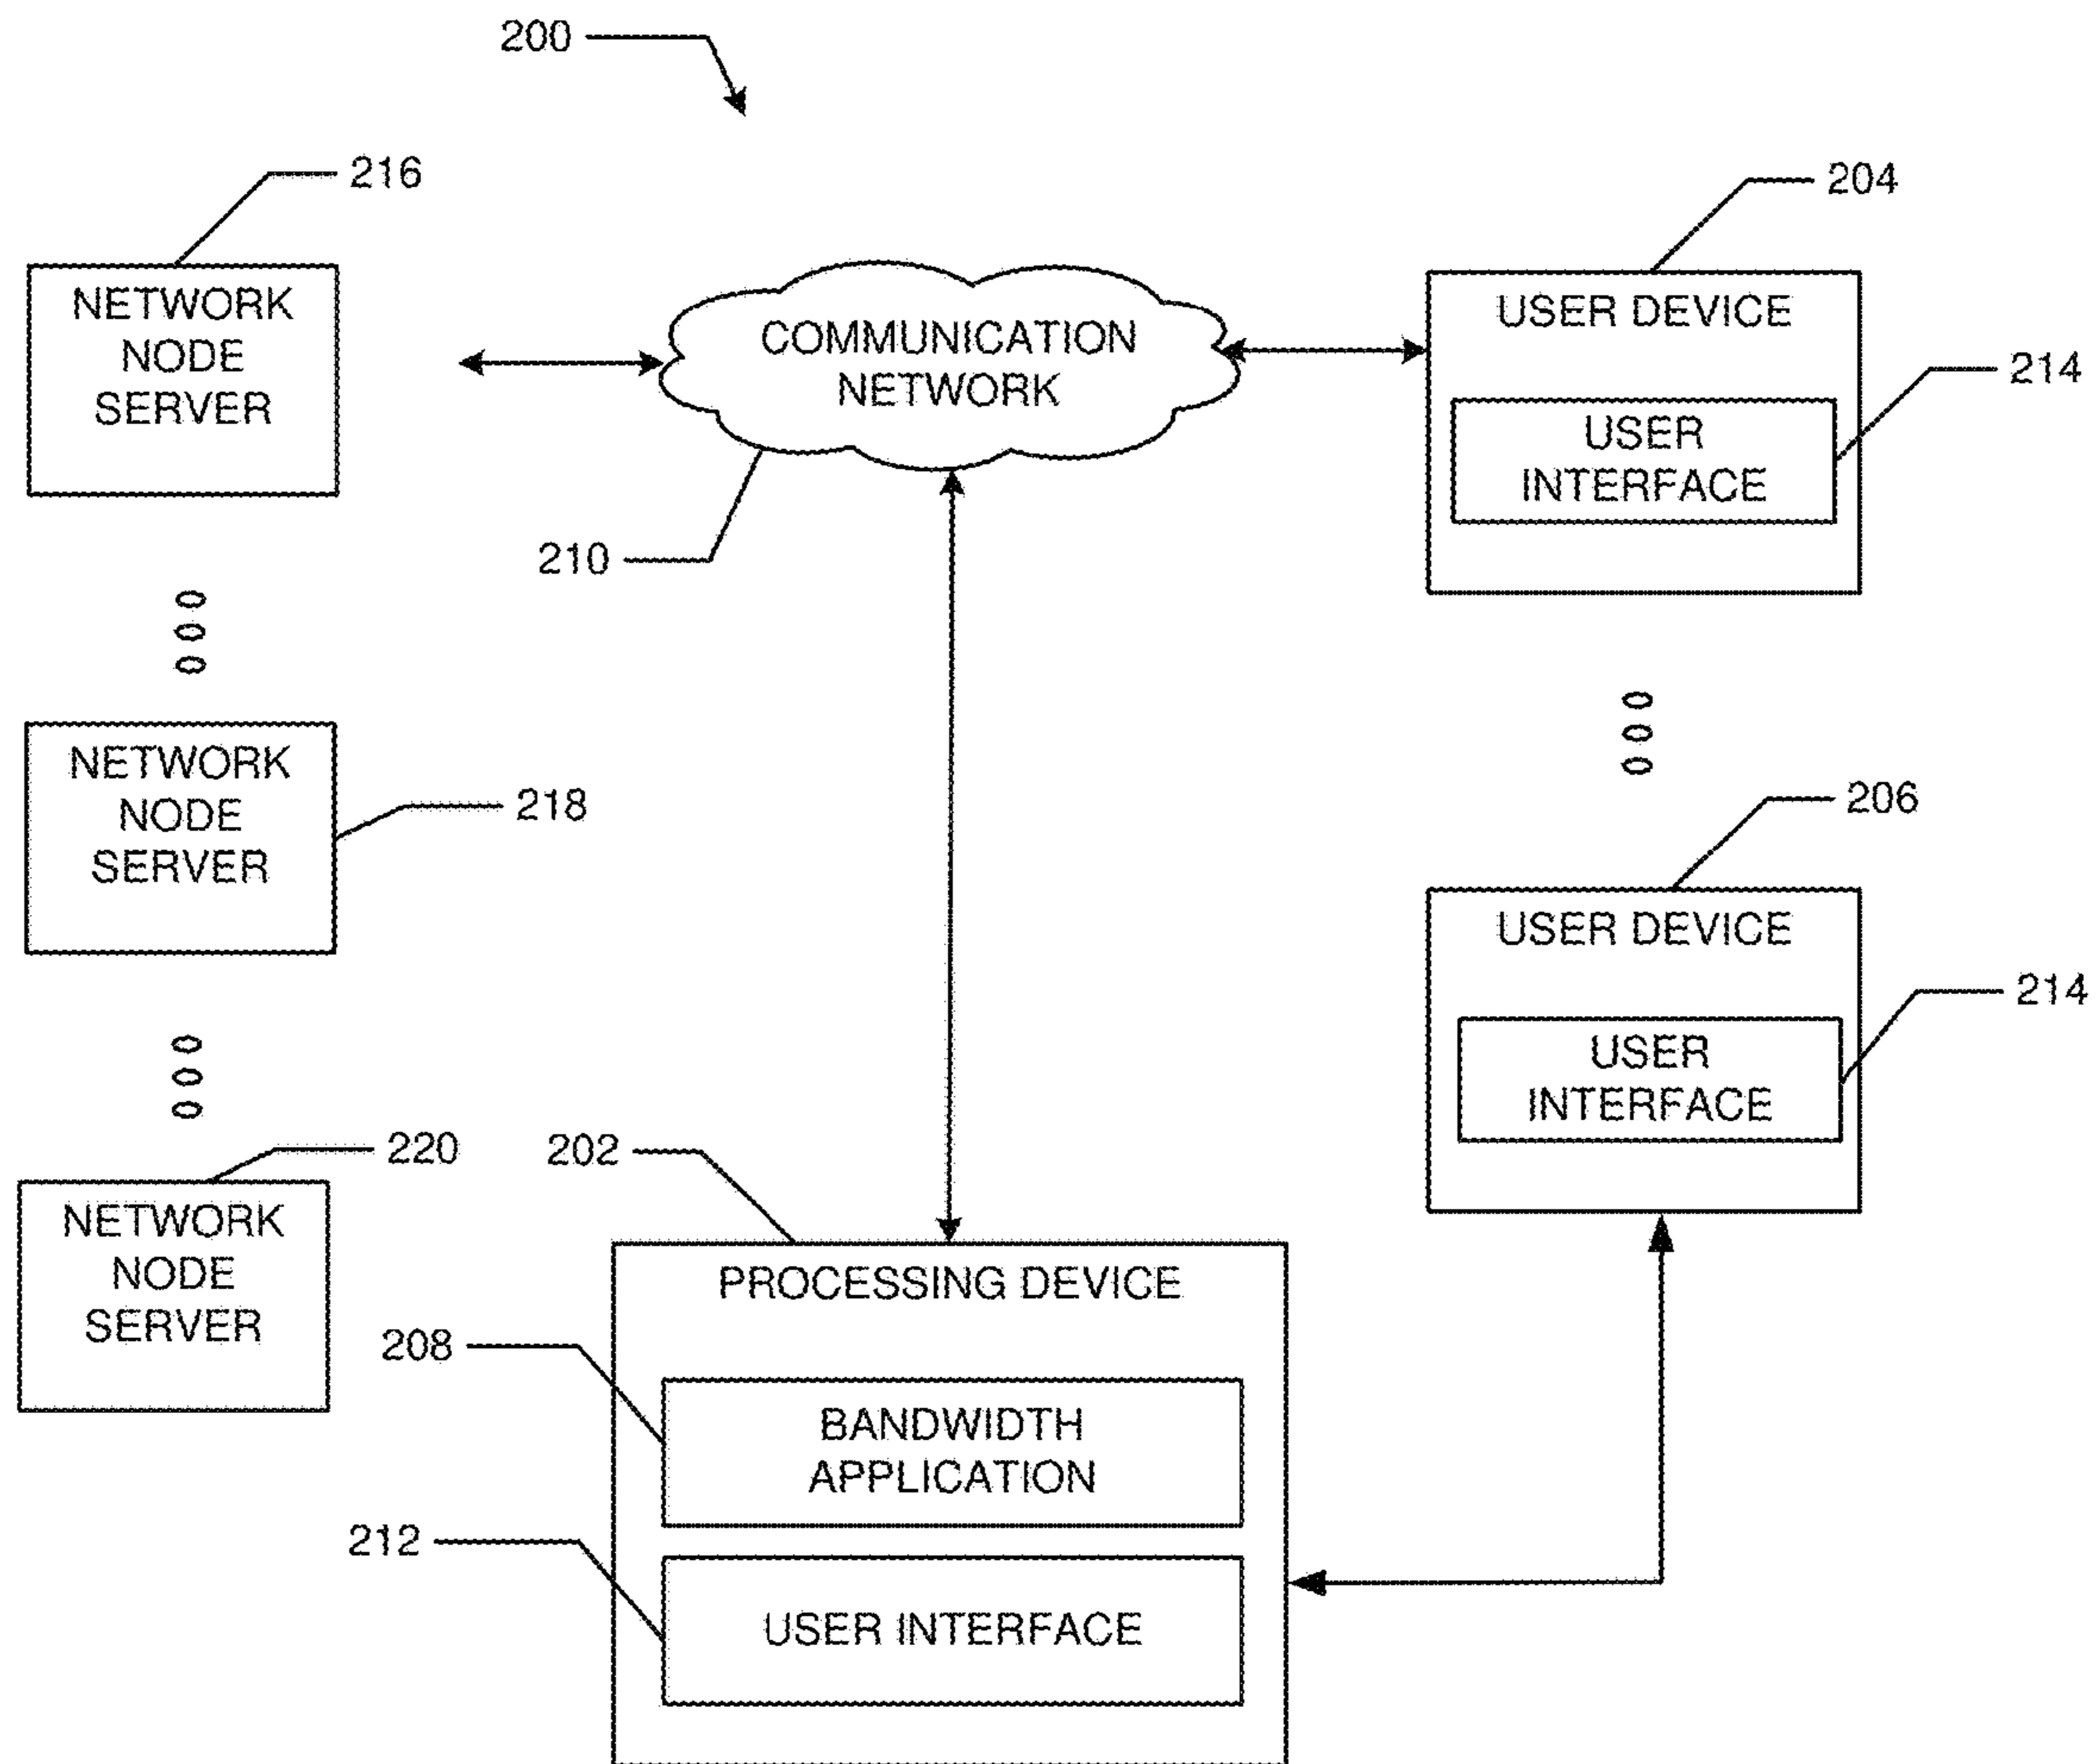 200
216
204
NETWORK
NODE
SERVER
COMMUNICATION
NETWORK
USER DEVICE
214
USER
INTERFACE
210
NETWORK
NODE
SERVER
218
206
USER DEVICE
214
USER
INTERFACE
220
202
NETWORK
NODE
SERVER
PROCESSING DEVICE
208
BANDWIDTH
APPLICATION
212
USER INTERFACE